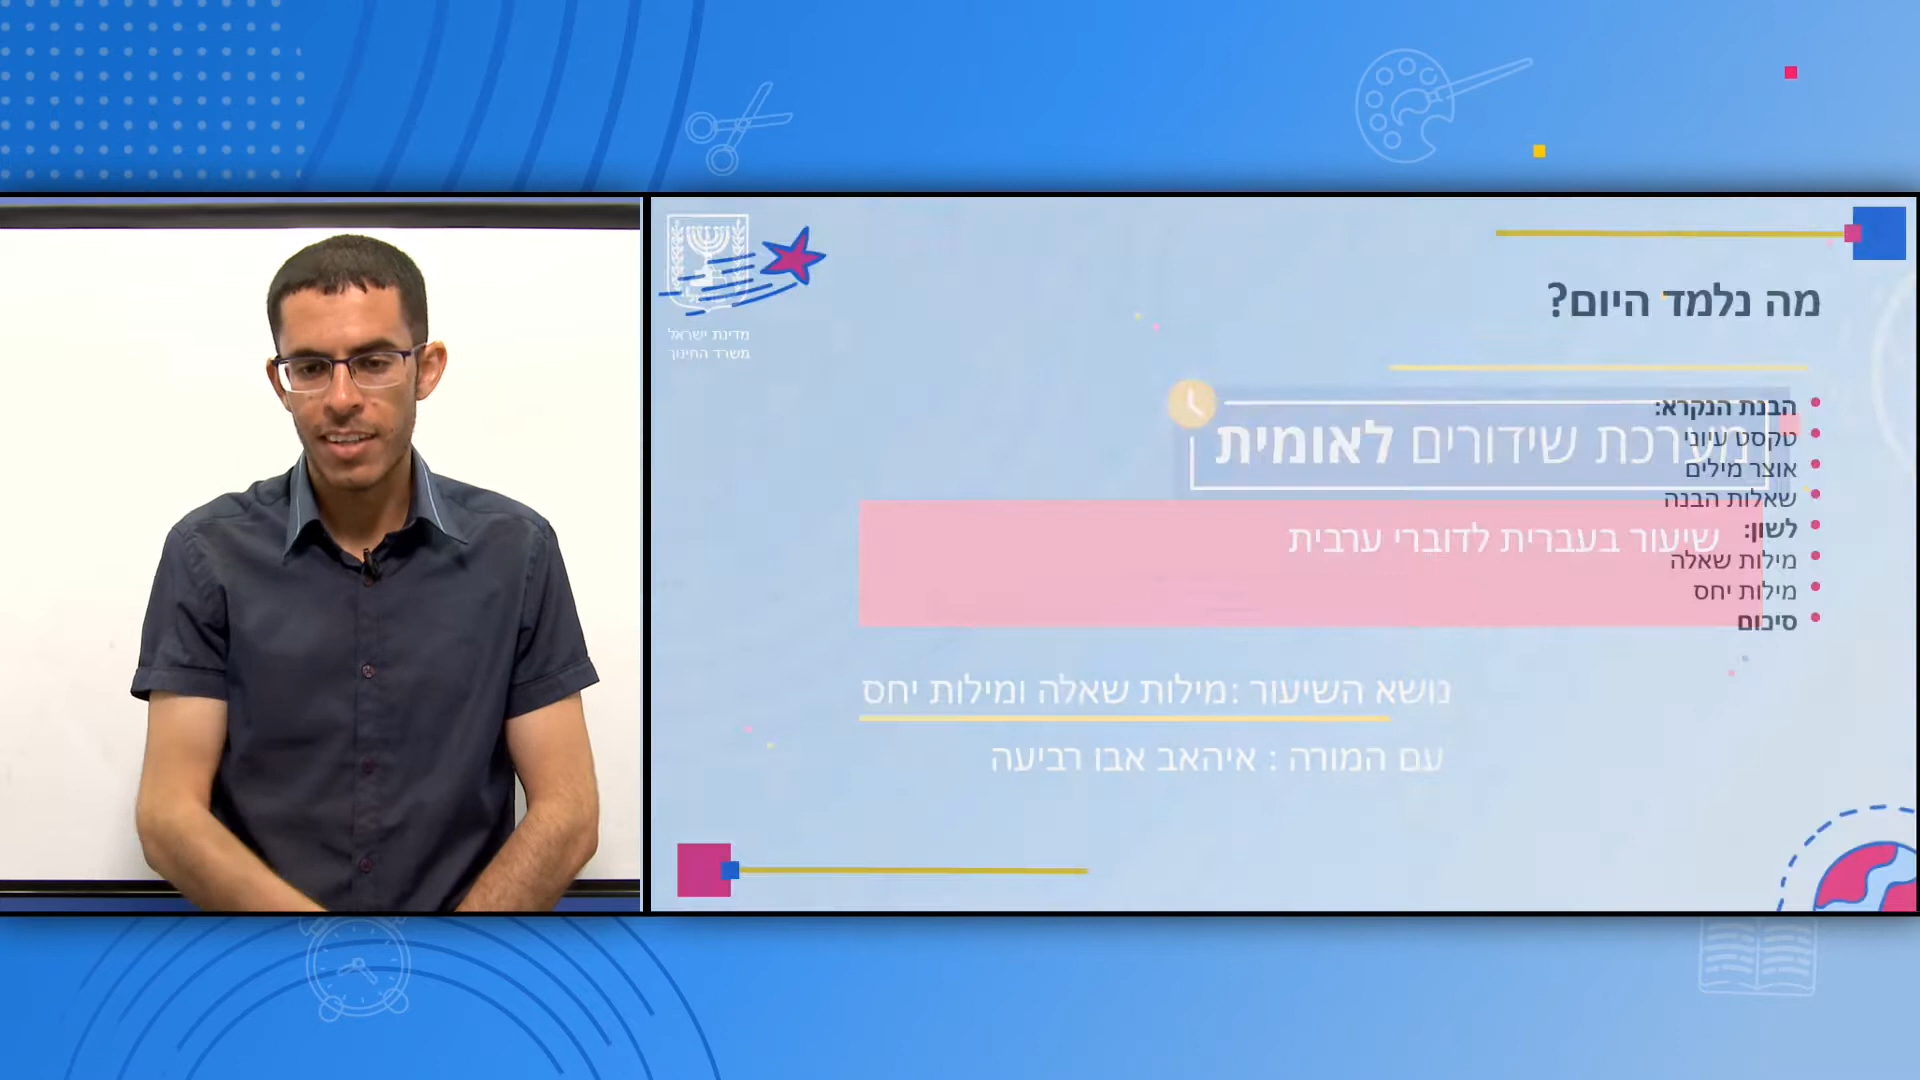 מדינת ישראל
משרד החינוך
מה נלמד היום?
מערכת שידורים לאומית
שיעור בעברית לדוברי ערבית
נושא השיעור :מילות שאלה ומילות יחס
עם המורה : איהאב אבו רביעה
הבנת הנקרא:
טקסט עיוני
אוצר מילים
שאלות הבנה
לשון:
מילות שאלה
מילות יחס
סיכום